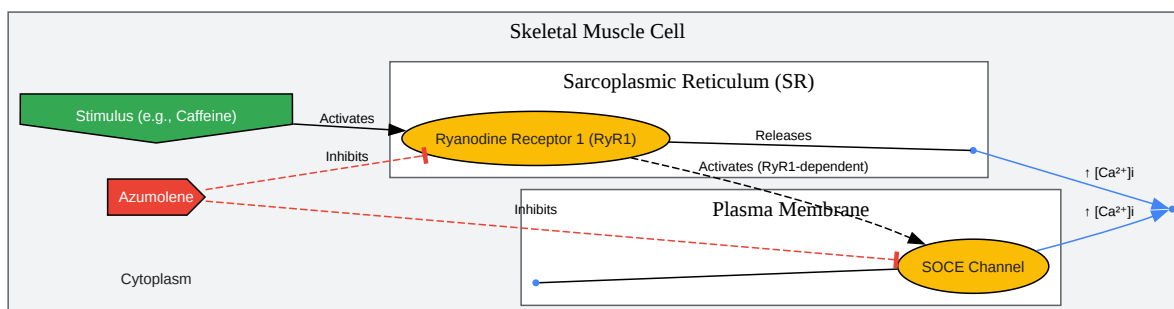 Skeletal Muscle Cell
Sarcoplasmic Reticulum (SR)
Stimulus (e.g., Caffeine)
Activates
Ryanodine Receptor 1 (RyR1)
Releases
Inhibits
Activates (RyR1-dependent)
↑ [Ca²⁺]i
Azumolene
Inhibits
Plasma Membrane
↑ [Ca²⁺]i
SOCE Channel
Cytoplasm